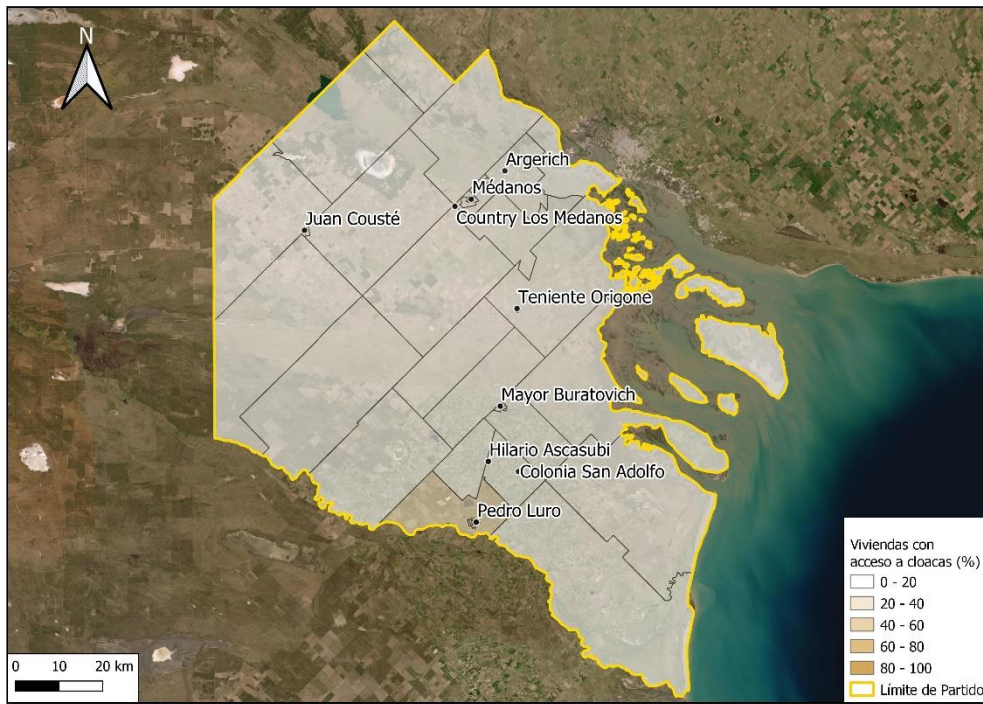 N
Argerich
Médanos
Country Los Medanos
Juan Cousté
Teniente Origone
Mayor Buratovich
Hilario Ascasubi
Colonia San Adolfo
Pedro Luro
Viviendas con
acceso a cloacas (%)
0 - 20
20 - 40
40 - 60
60 - 80
80 - 100
Límite de Partido
0 10 20 km